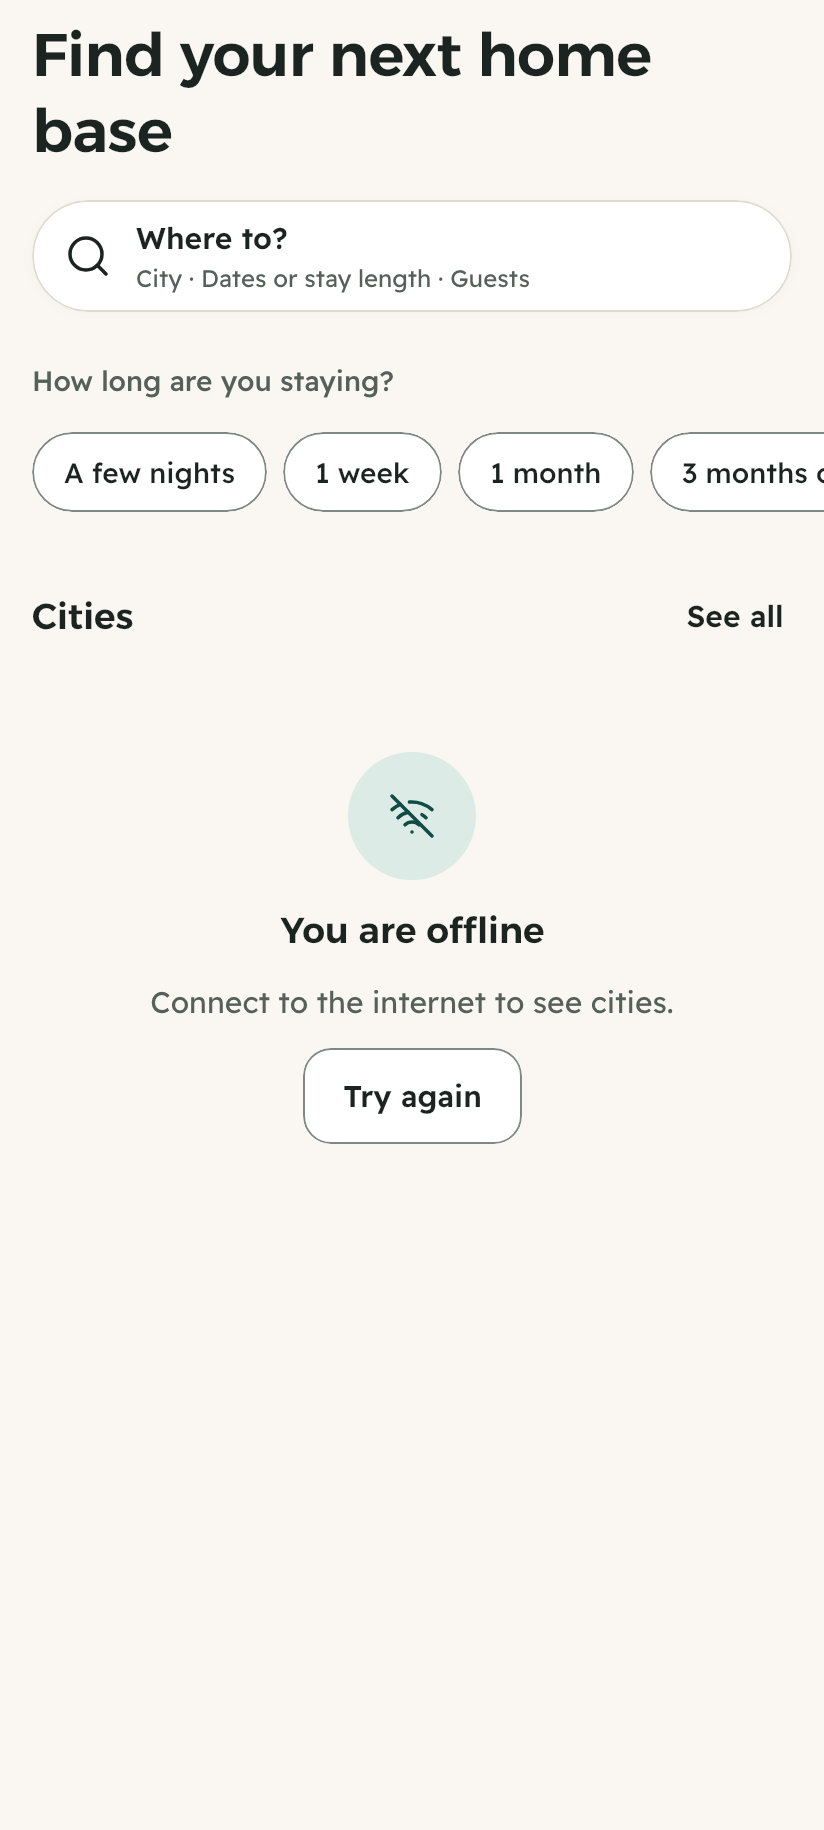 Find your next home
base
Where to?
City · Dates or stay length · Guests
How long are you staying?
A few nights
1 week
1 month
3 months
Cities
See all
You are offline
Connect to the internet to see cities.
Try again